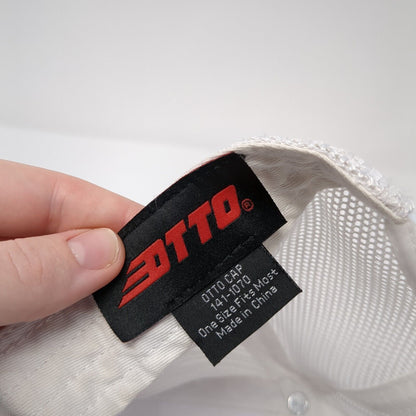 OTTO®
OTTO CAP
141-1070
One Size Fits Most
Made in China